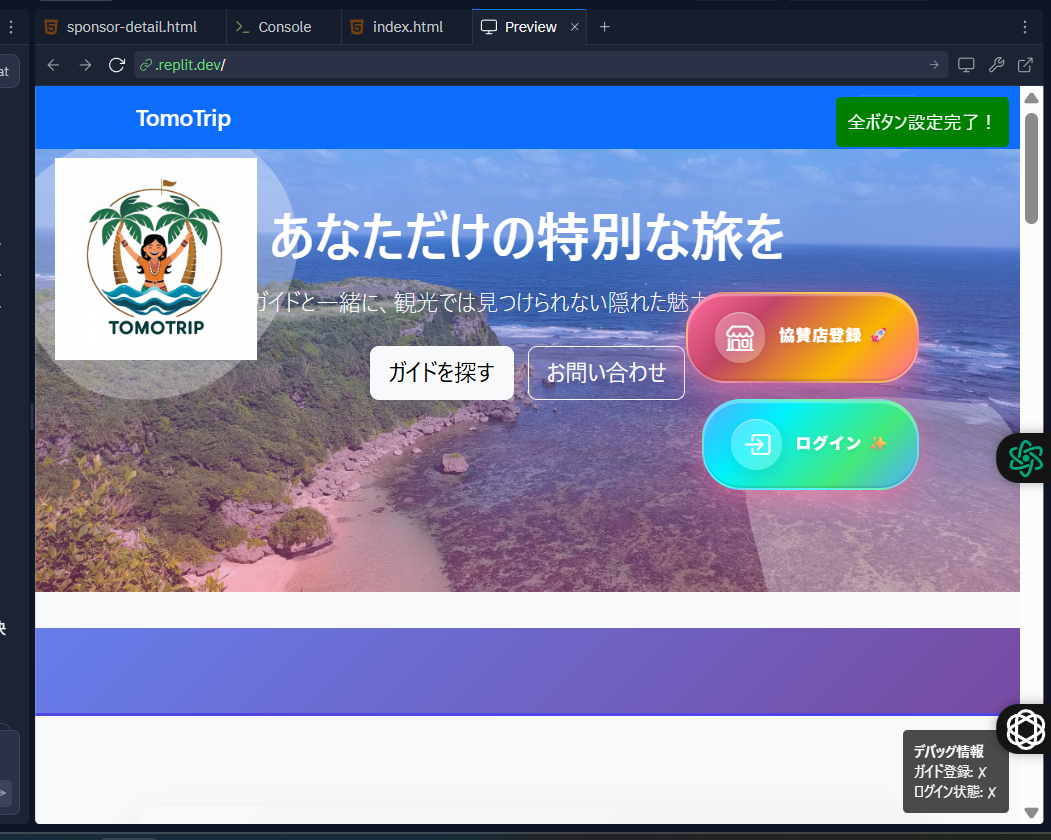 sponsor-detail.html
Console
index.html
Preview
at
.replit.dev/
TomoTrip
全ボタン設定完了！
あなただけの特別な旅を
ガイドと一緒に、観光では見つけられない隠れた魅
TOMOTRIP
協賛店登録 🚀
ガイドを探す
お問い合わせ
ログイン ✨
デバッグ情報
ガイド登録: ✗
ログイン状態: ✗